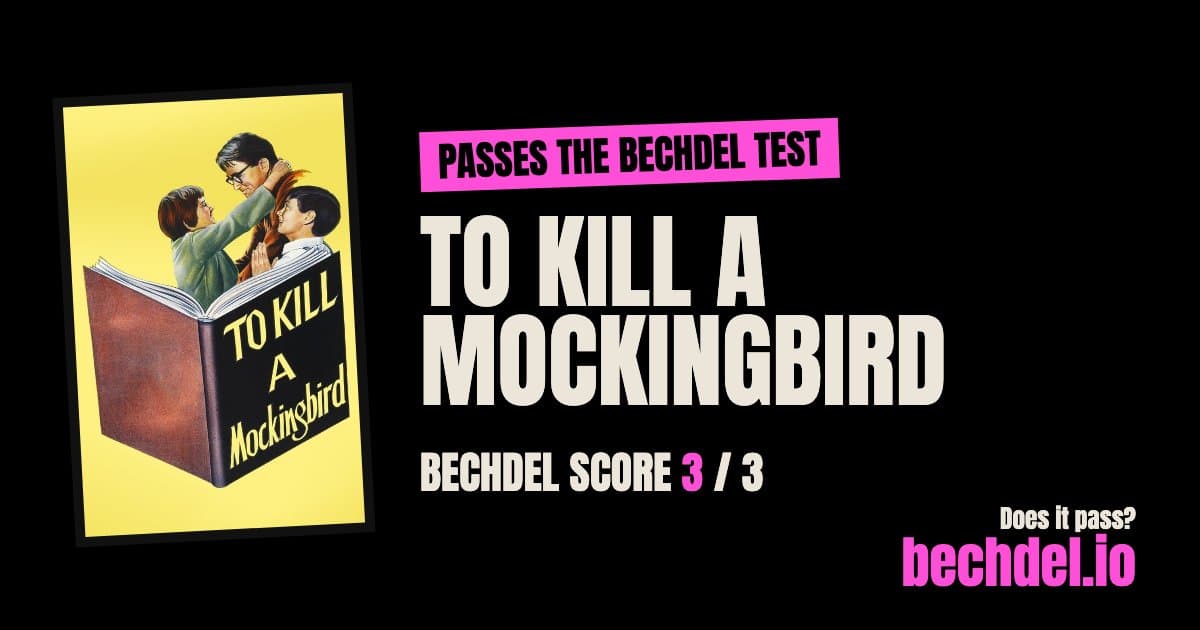 PASSES THE BECHDEL TEST
TO KILL A
MOCKINGBIRD
BECHDEL SCORE 3 / 3
TO KILL
A
Mockingbird
Does it pass?
bechdel.io